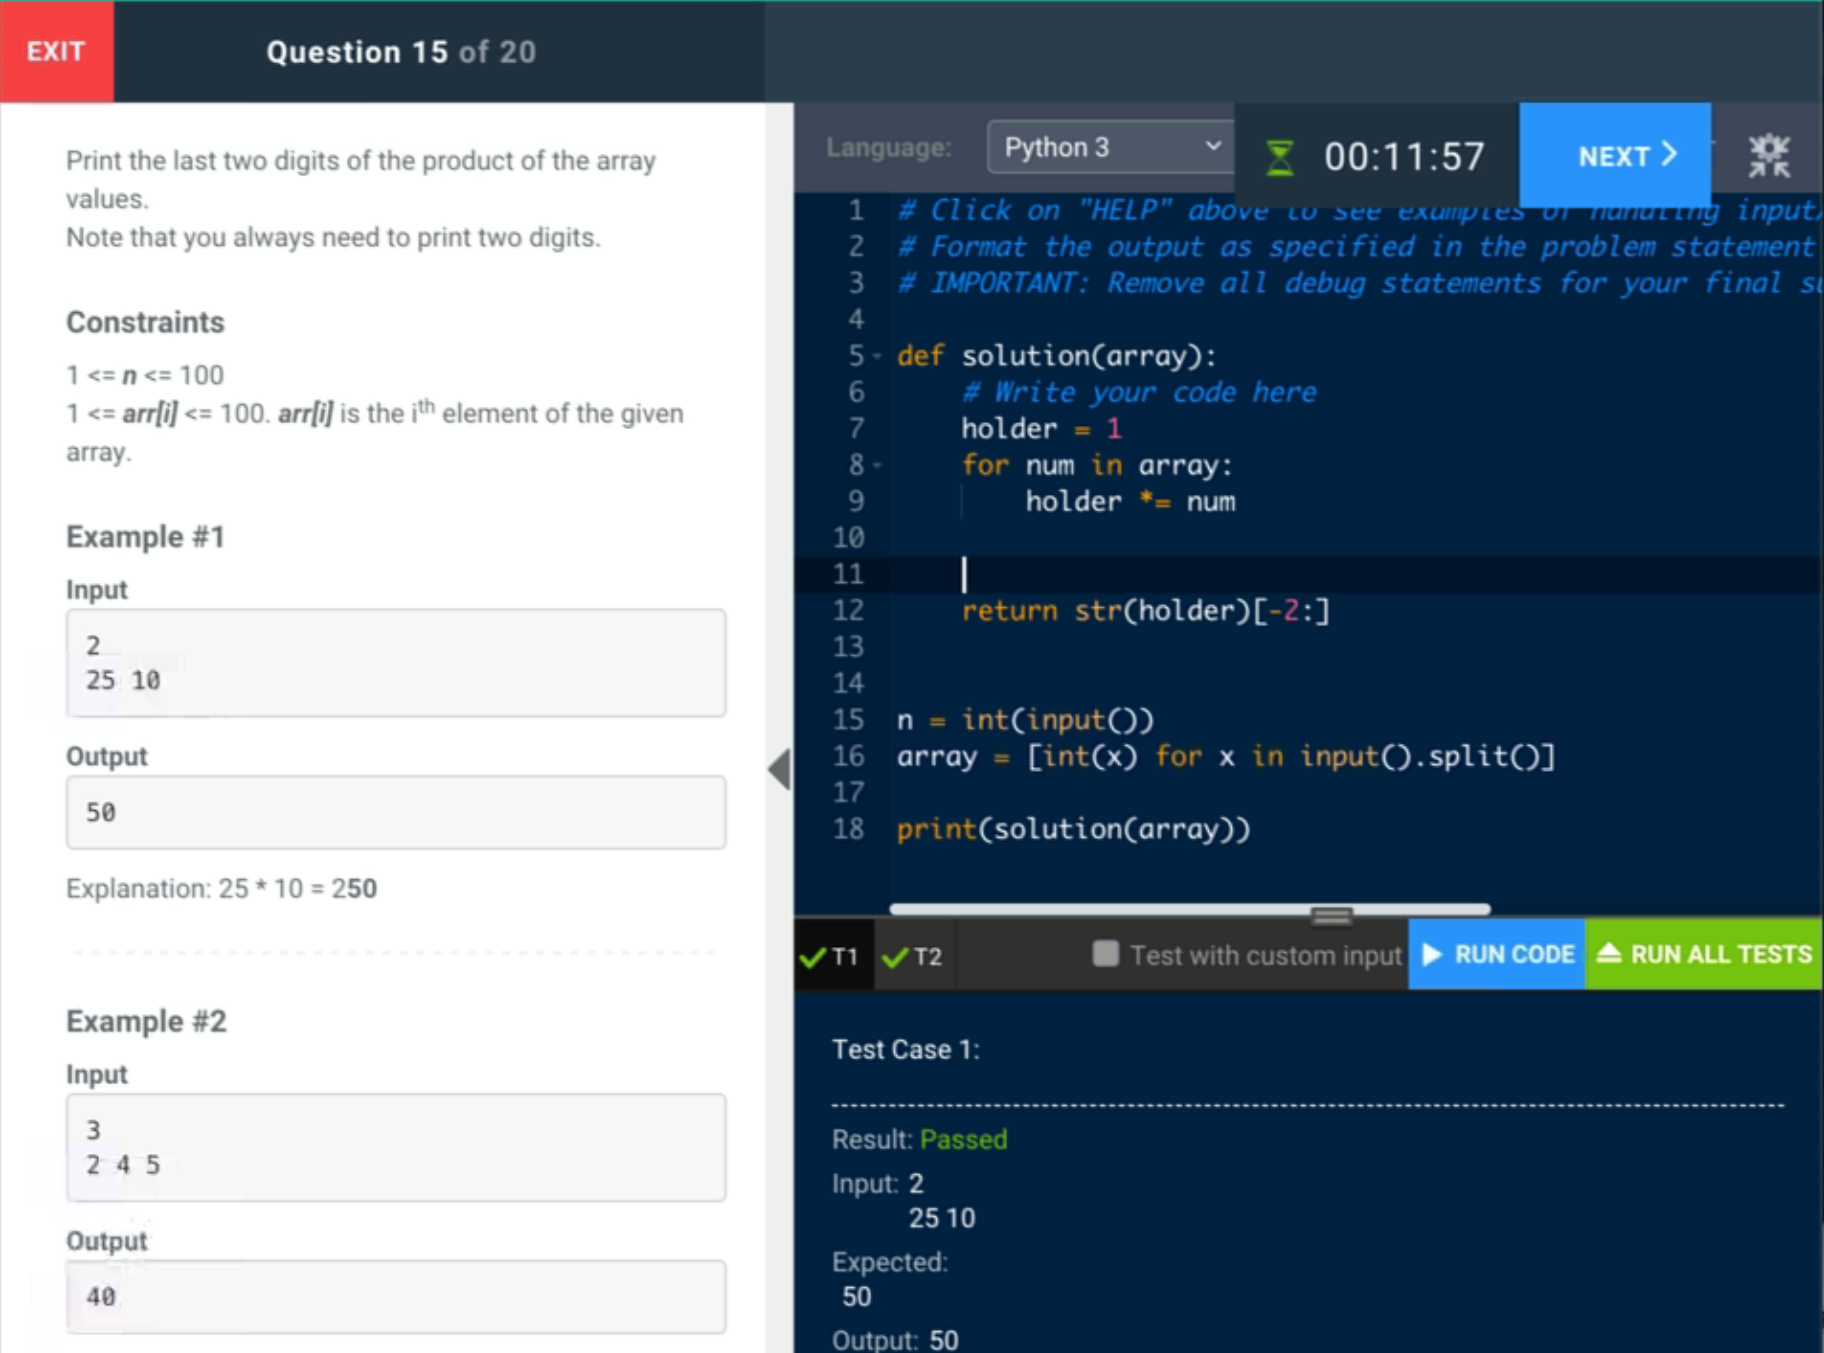 EXIT
Question 15 of 20
Print the last two digits of the product of the array
values.
Note that you always need to print two digits.
Constraints
1 <= n <= 100
1 <= arr[i] <= 100. arr[i] is the ith element of the given
array.
Example #1
Input
2
25 10
Output
50
Explanation: 25 * 10 = 250
Example #2
Input
3
2 4 5
Output
40
Language:
Python 3
00:11:57
NEXT
1 # Click on "HELP" above to see examples of handling input
2 # Format the output as specified in the problem statement
3 # IMPORTANT: Remove all debug statements for your final
4
5 def solution(array):
6 # Write your code here
7 holder = 1
8 for num in array:
9 holder *= num
10
11
12 return str(holder)[-2:]
13
14
15 n = int(input())
16 array = [int(x) for x in input().split()]
17
18 print(solution(array))
T1
T2
Test with custom input
RUN CODE
RUN ALL TESTS
Test Case 1:
Result: Passed
Input: 2
25 10
Expected:
50
Output: 50